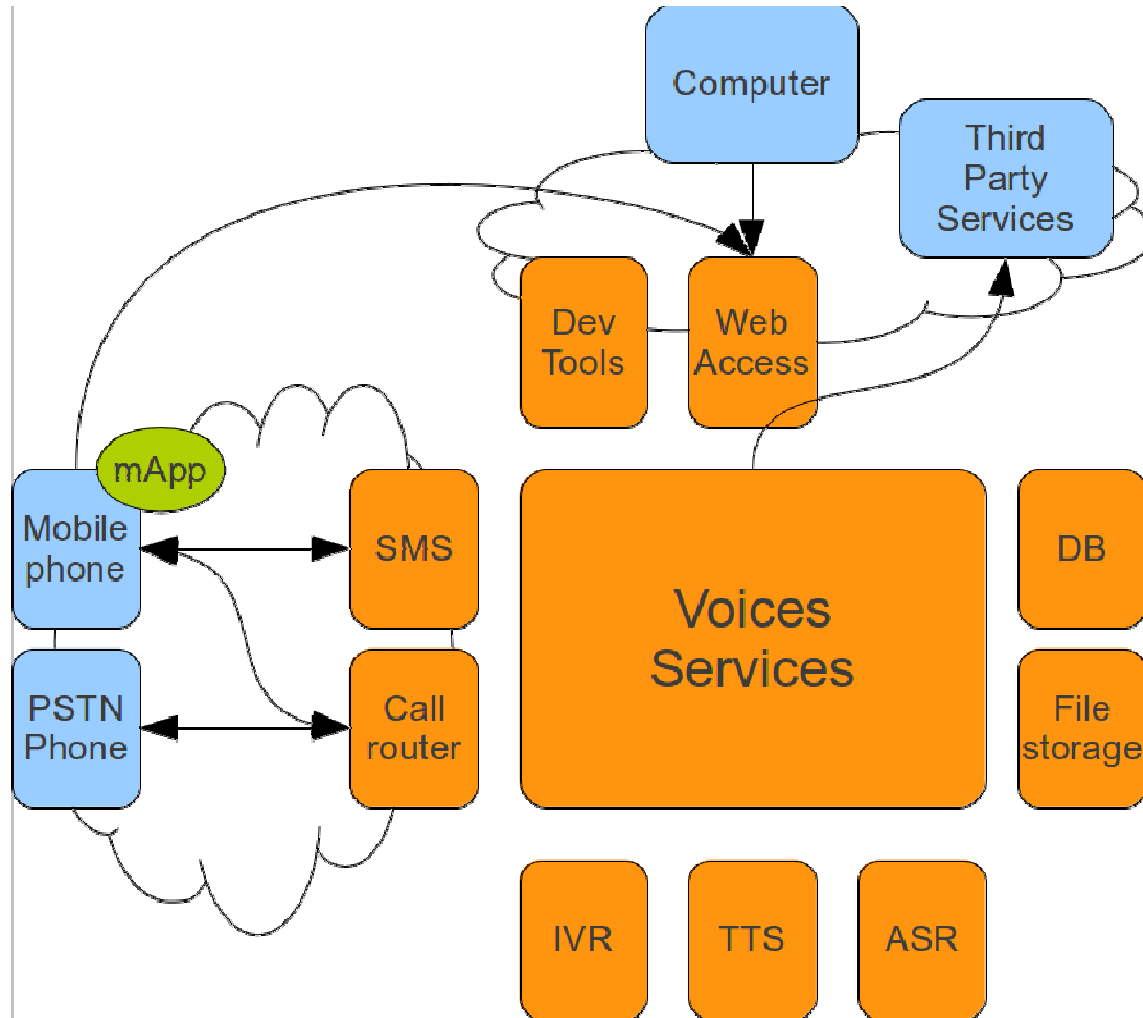 Computer
Third
Party
Services
Dev
Tools
Web
Access
mApp
Mobile
phone
SMS
Voices
Services
DB
PSTN
Phone
Call
router
File
storage
IVR
TTS
ASR